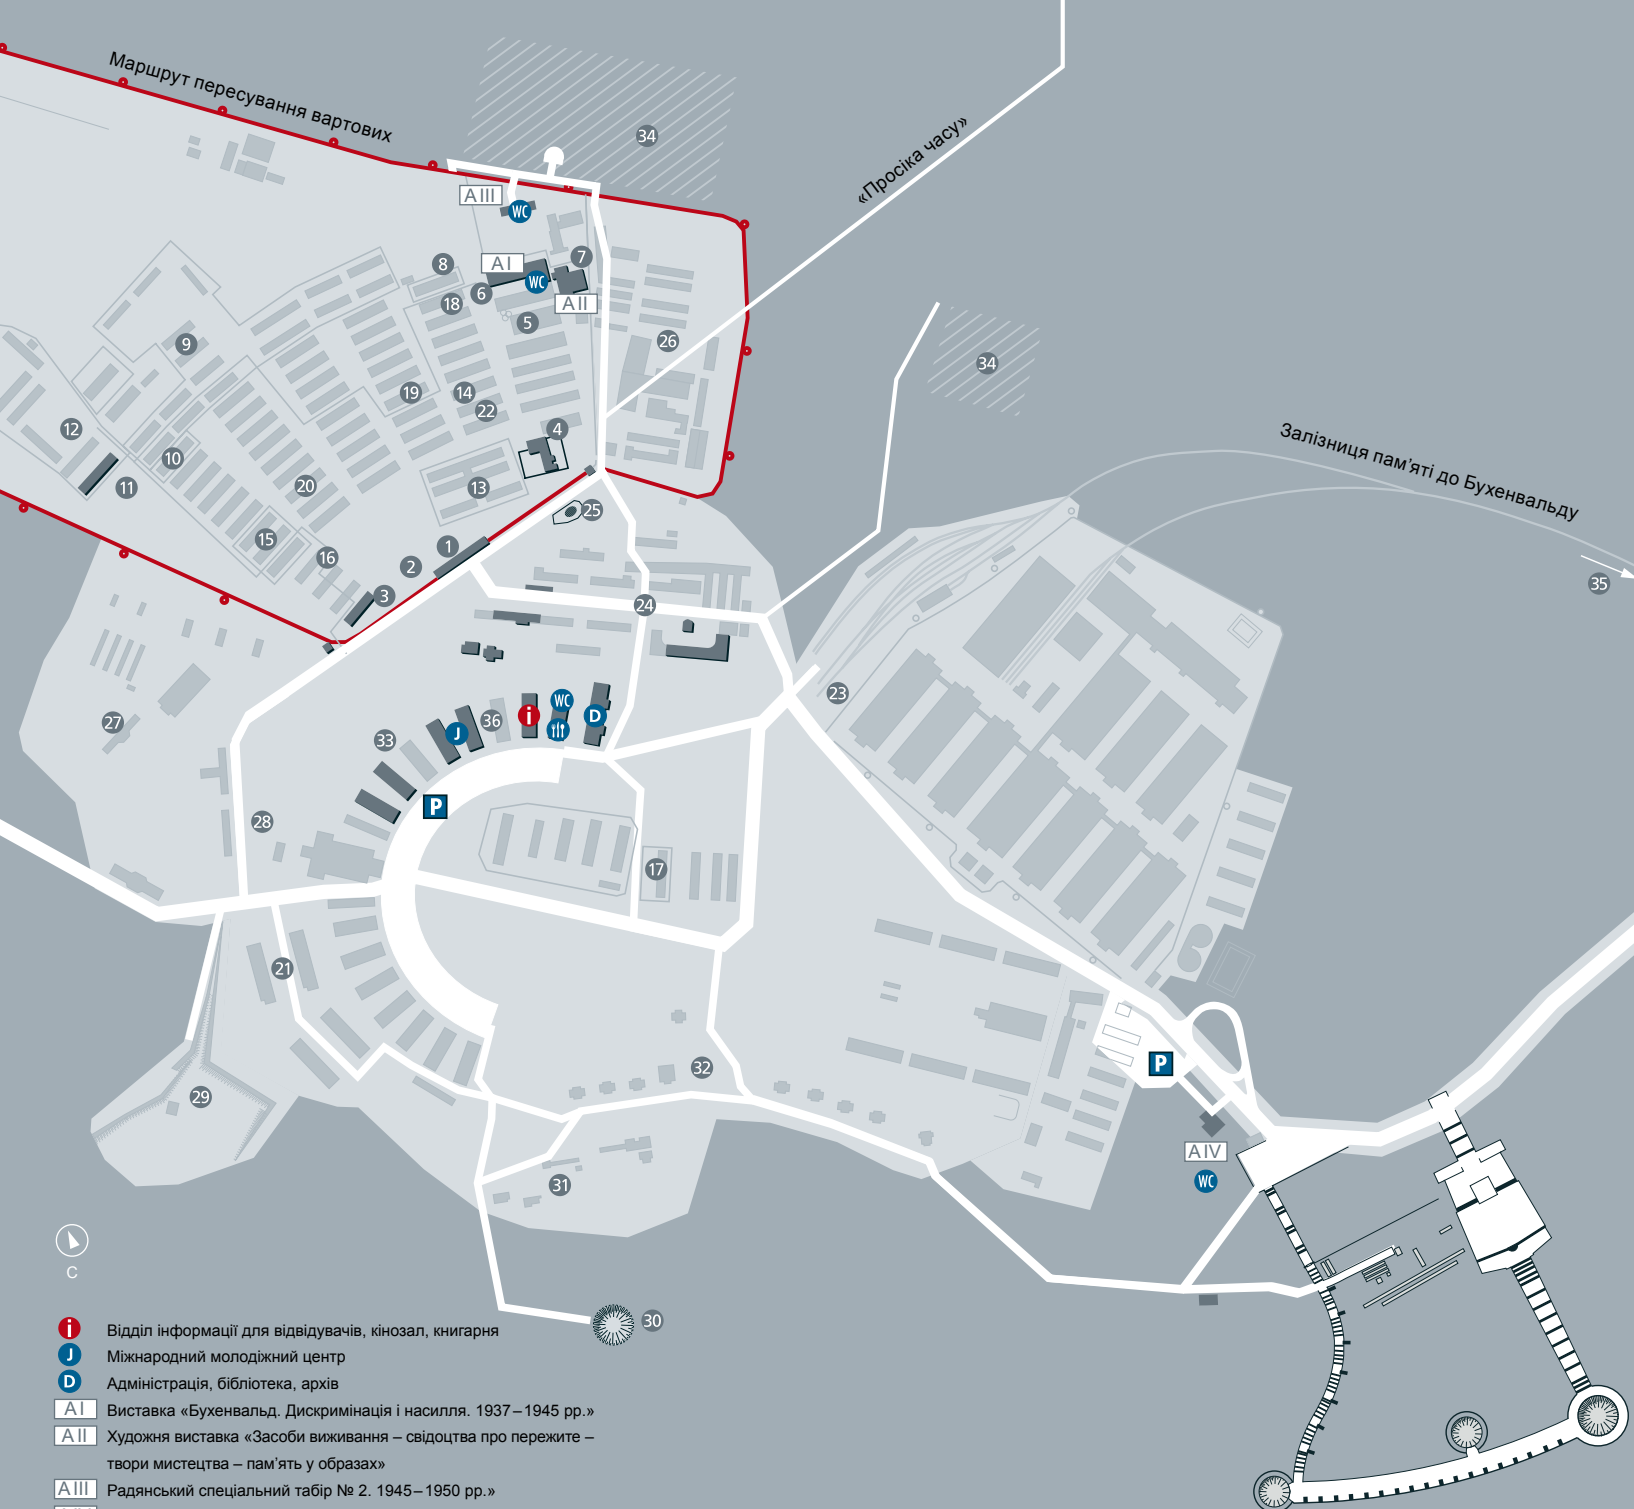 Маршрут пересування вартових
34
«Просіка часу»
A III
WC
7
8
A I
WC
6
18
A II
5
26
9
34
19
14
22
4
12
10
Залізниця пам’яті до Бухенвальду
11
20
13
25
15
1
16
2
35
3
24
23
27
WC
36
i
D
J
33
P
28
17
21
32
P
29
A IV
31
WC
С
30
i Відділ інформації для відвідувачів, кінозал, книгарня
J Міжнародний молодіжний центр
D Адміністрація, бібліотека, архів
A I Виставка «Бухенвальд. Дискримінація і насилля. 1937–1945 рр.»
A II Художня виставка «Засоби виживання – свідоцтва про пережите –
твори мистецтва – пам’ять у образах»
A III Радянський спеціальний табір № 2. 1945–1950 рр.»